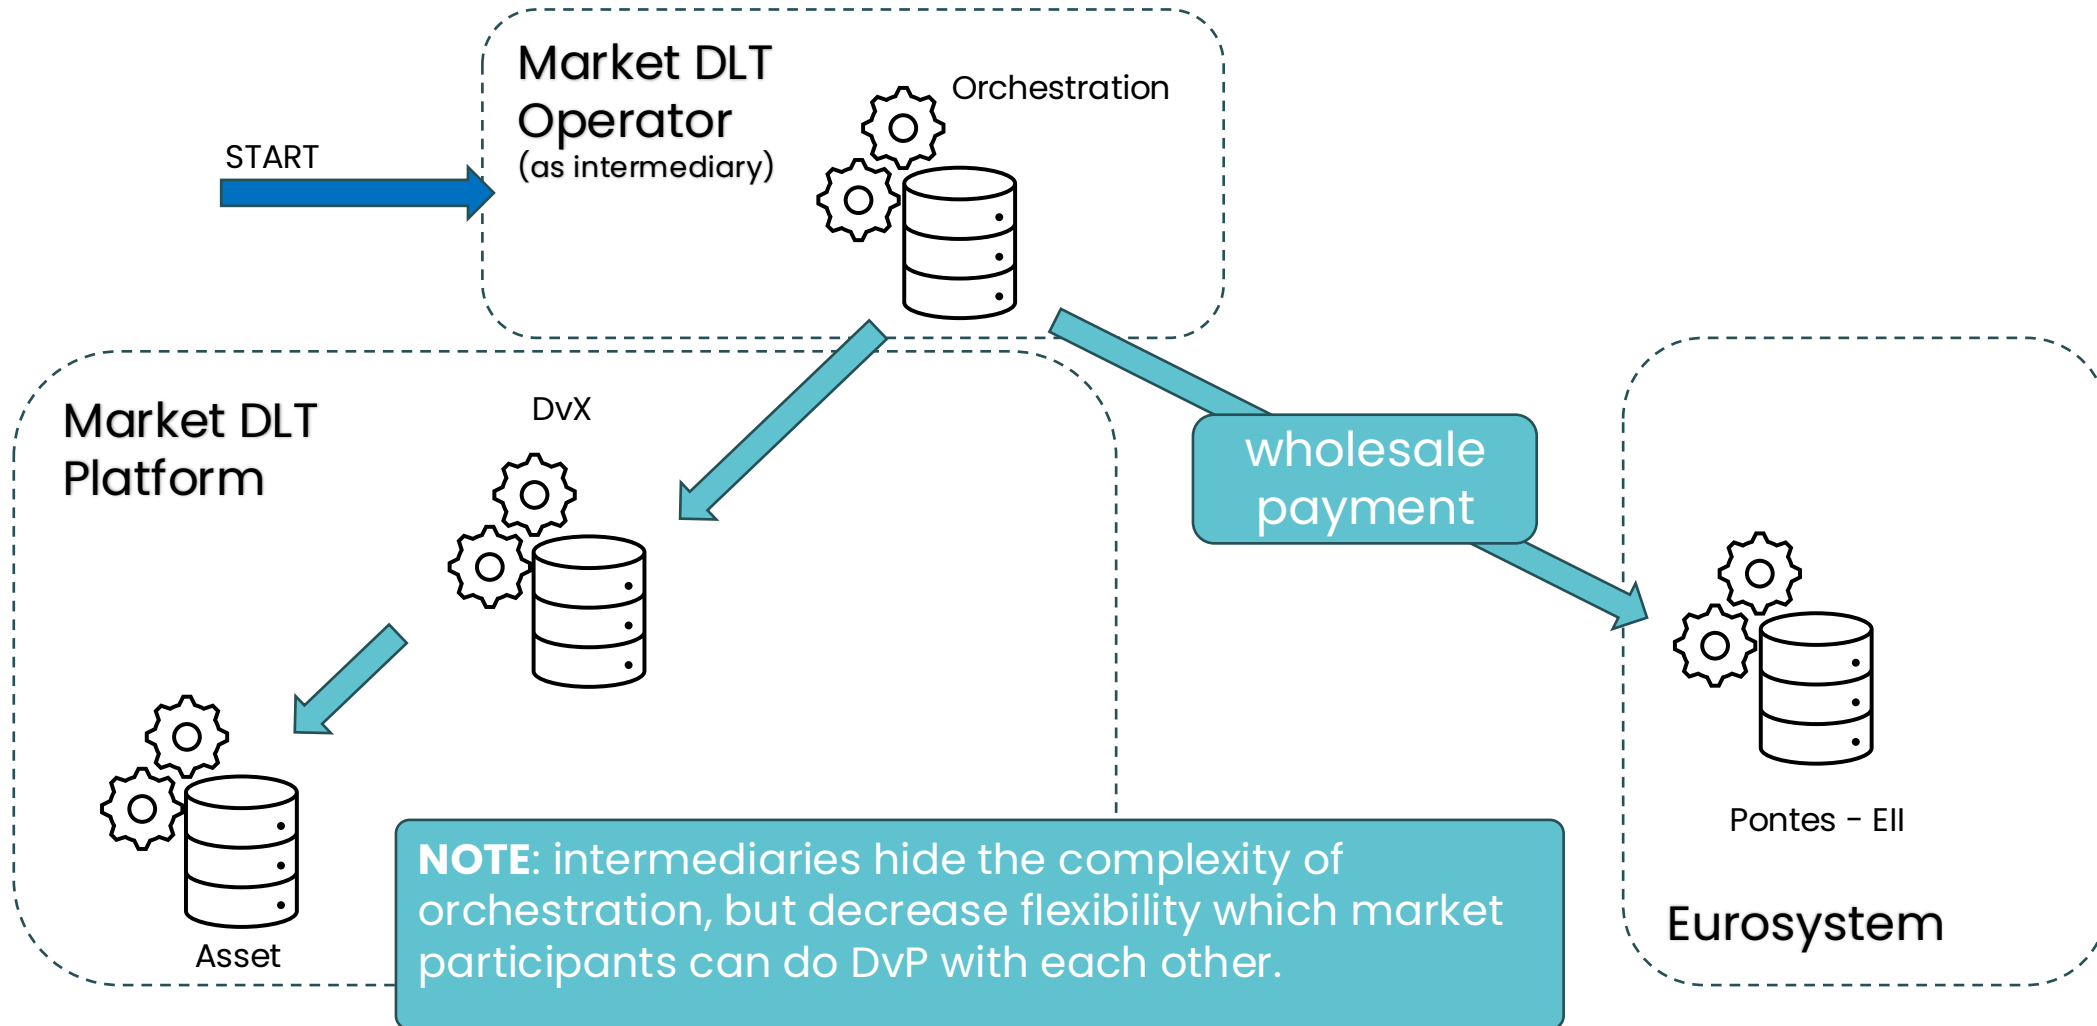 Market DLT
Operator
(as intermediary)
Orchestration
START
Market DLT
Platform
DvX
wholesale
payment
Pontes - EII
NOTE: intermediaries hide the complexity of
orchestration, but decrease flexibility which market
participants can do DvP with each other.
Eurosystem
Asset